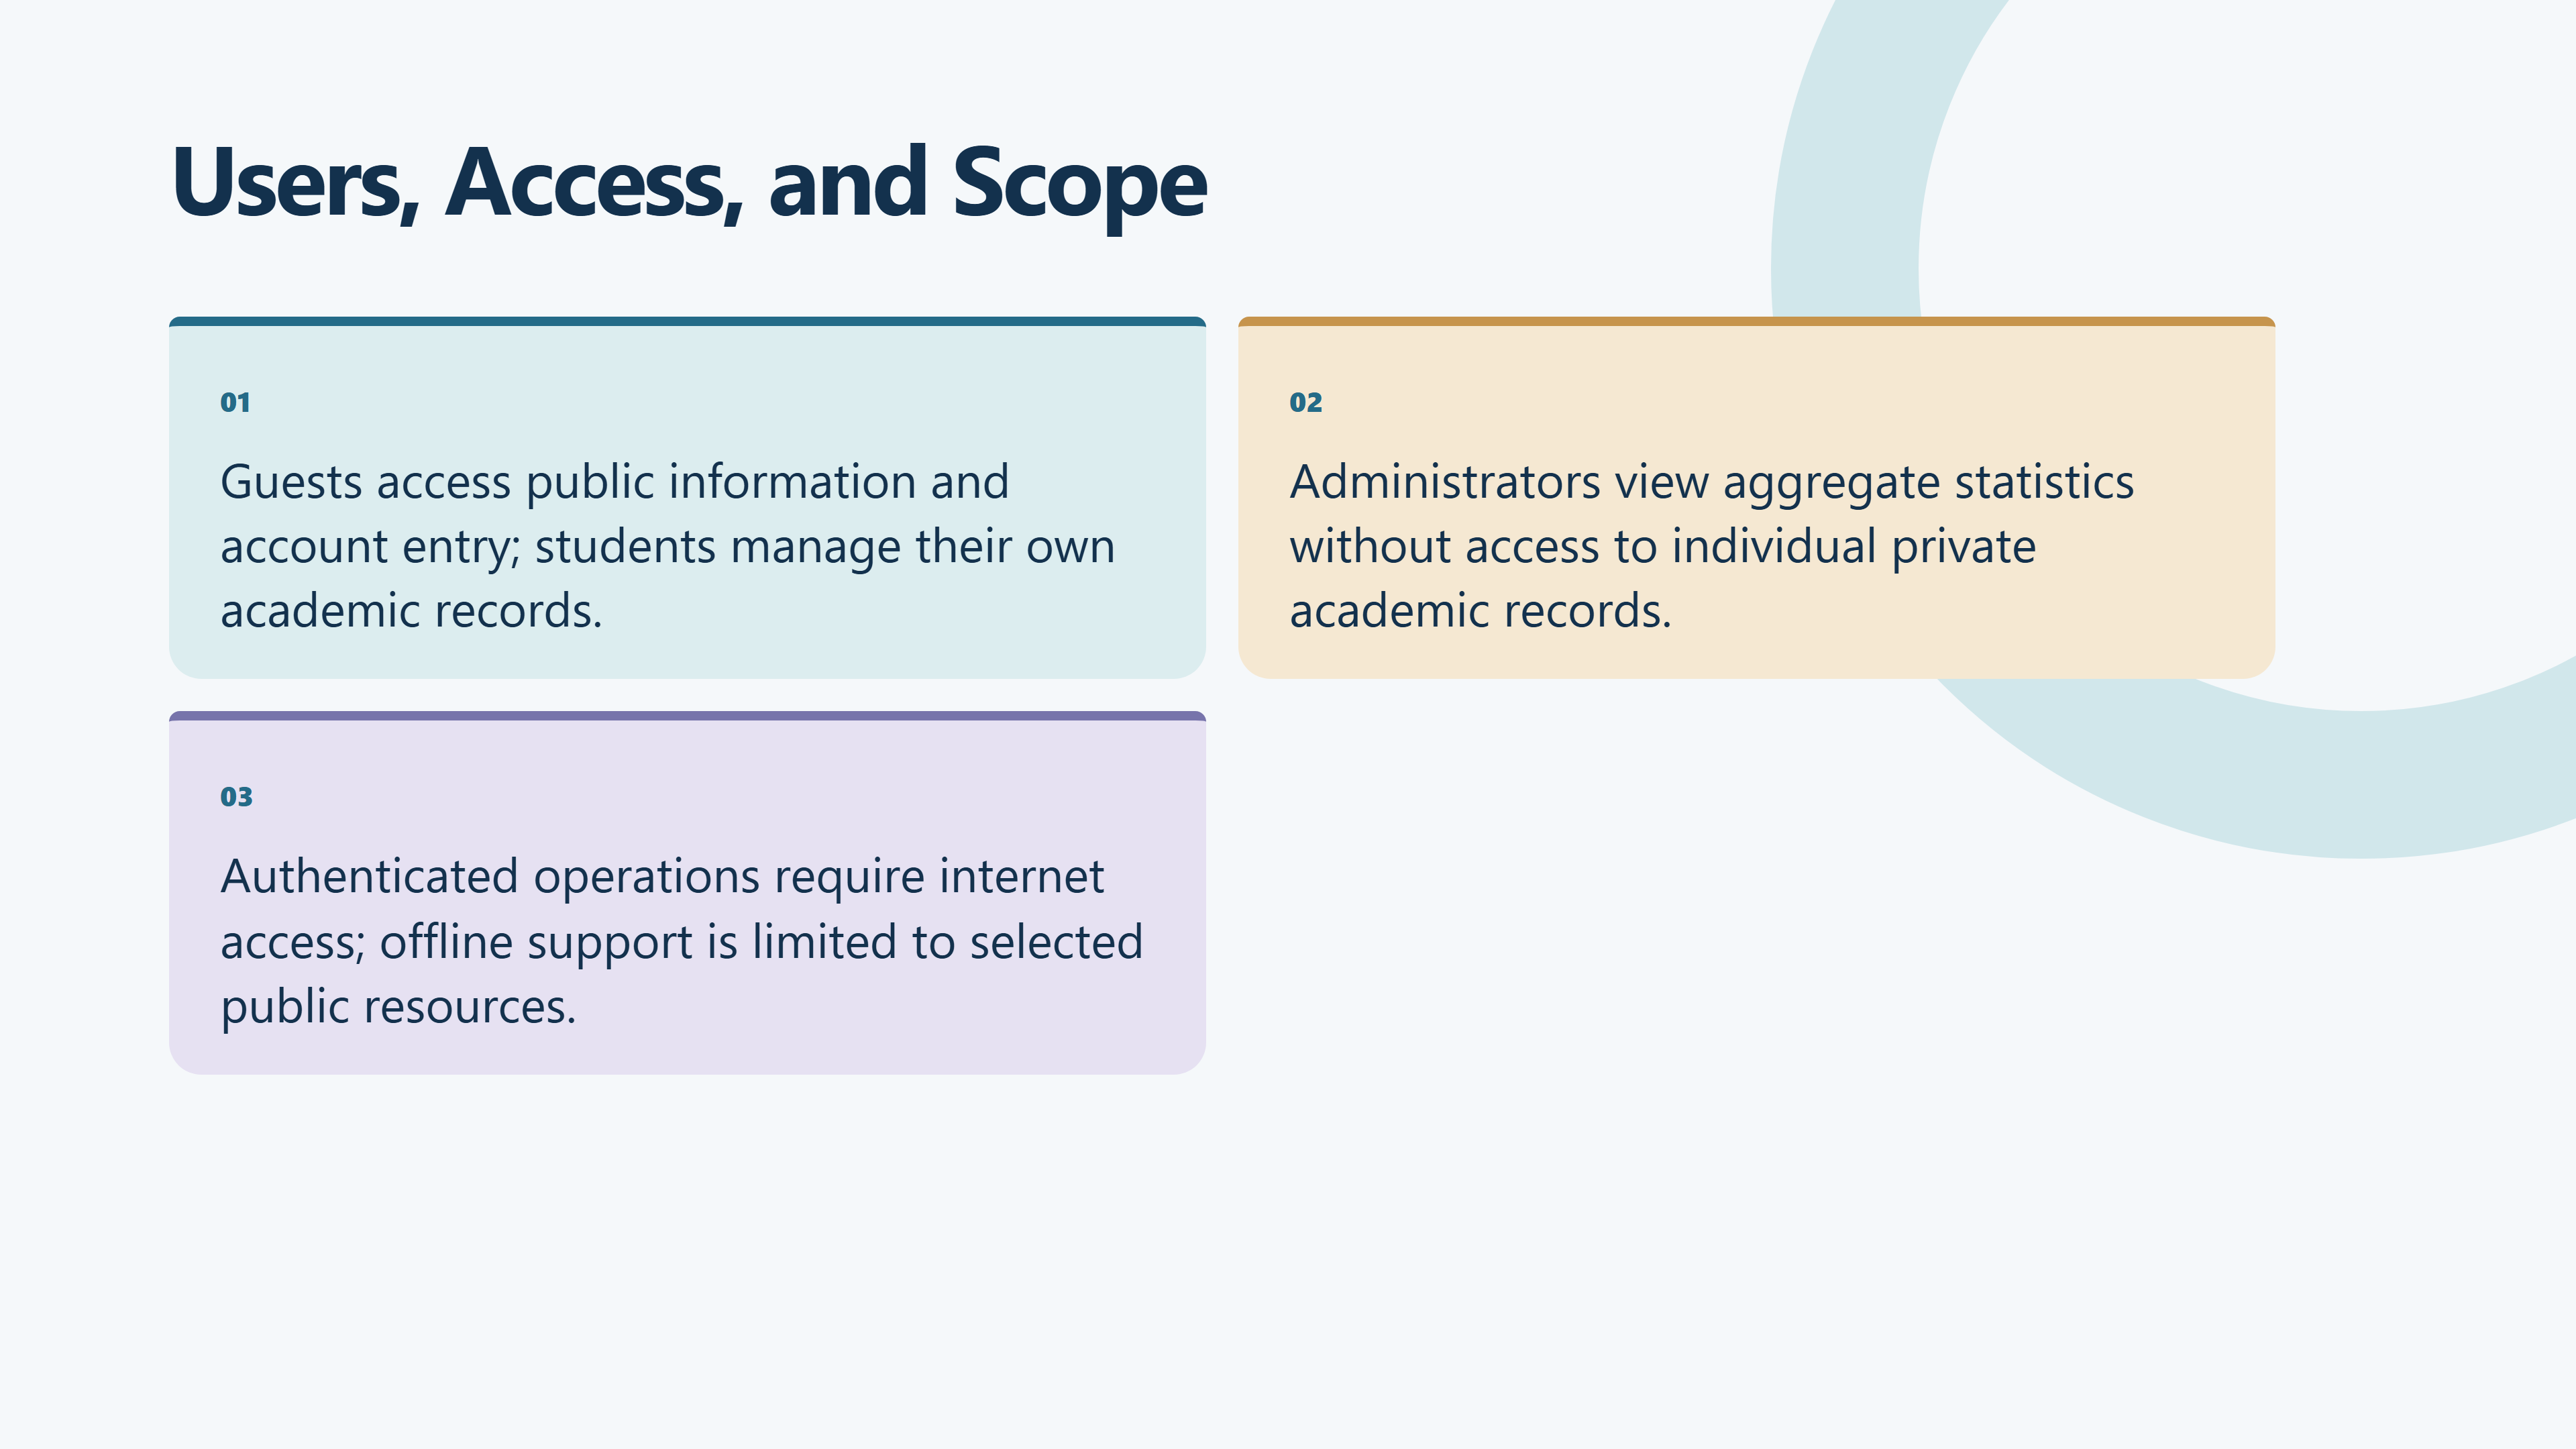 Users, Access, and Scope
01
Guests access public information and
account entry; students manage their own
academic records.
02
Administrators view aggregate statistics
without access to individual private
academic records.
03
Authenticated operations require internet
access; offline support is limited to selected
public resources.